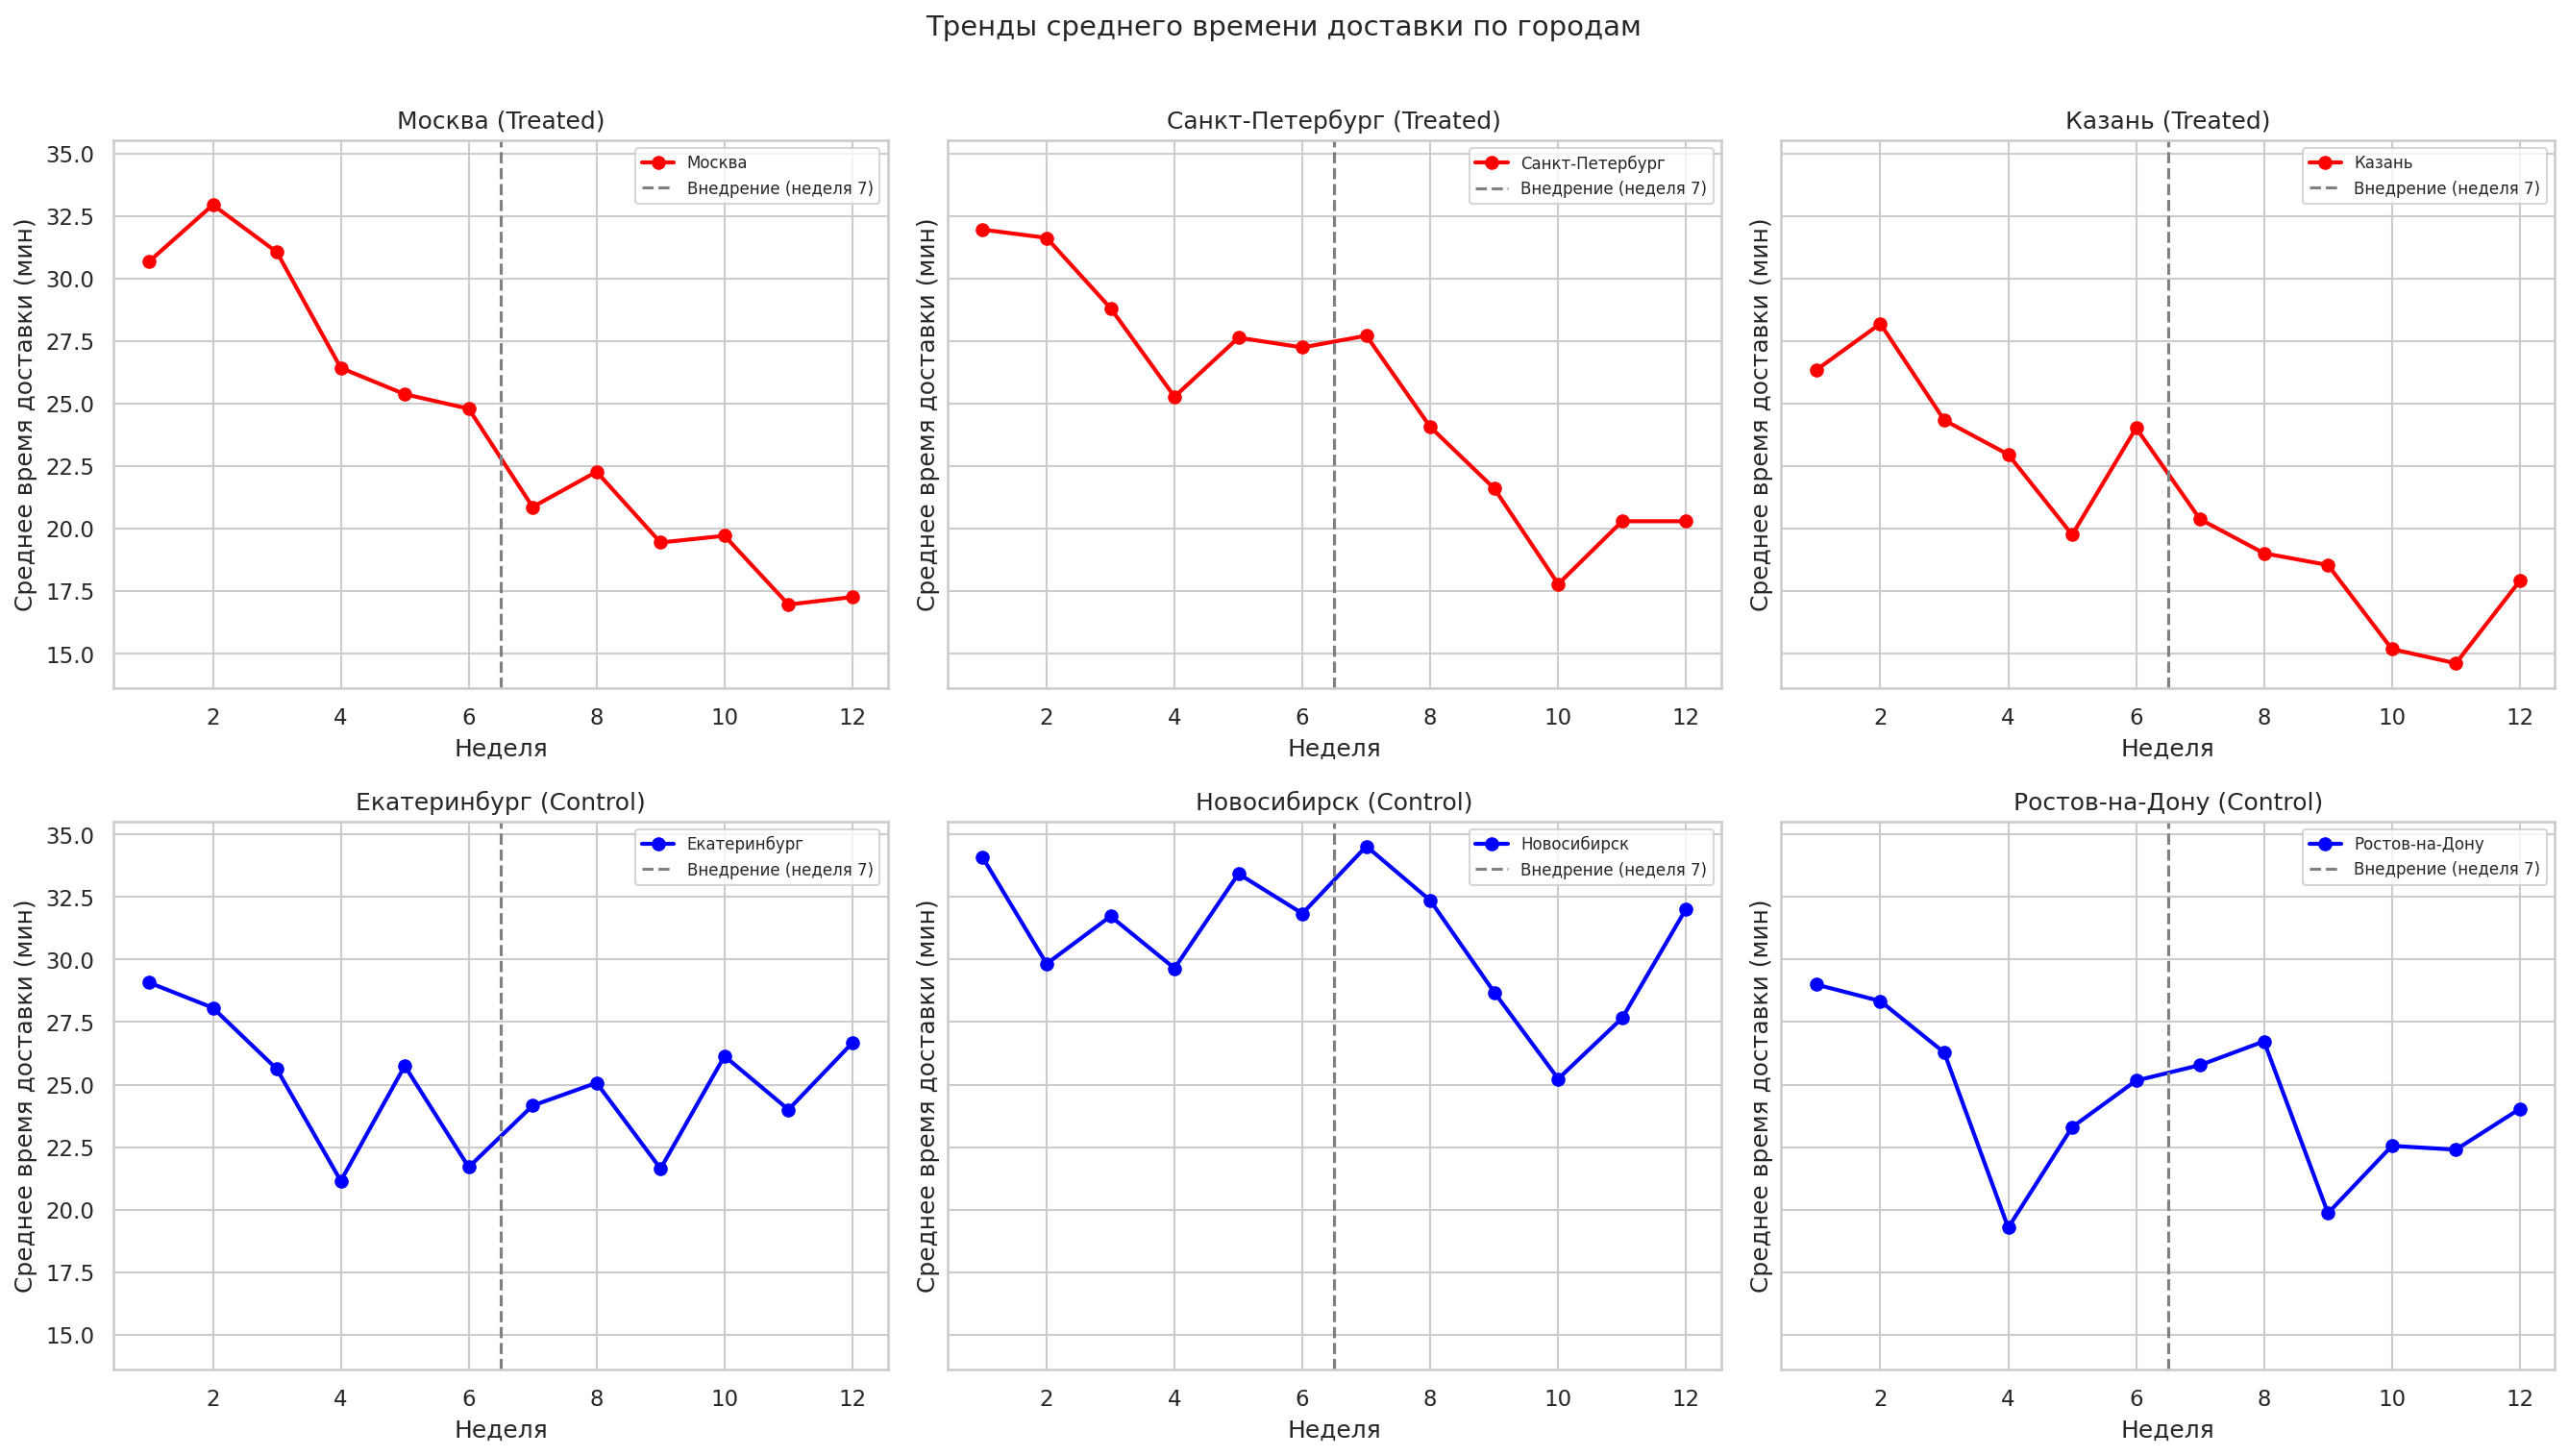 Тренды среднего времени доставки по городам
Москва (Treated)
Среднее время доставки (мин)
35.0
32.5
30.0
27.5
25.0
22.5
20.0
17.5
15.0
Москва
Внедрение (неделя 7)
2 4 6 8 10 12
Неделя
Санкт-Петербург (Treated)
Среднее время доставки (мин)
Санкт-Петербург
Внедрение (неделя 7)
2 4 6 8 10 12
Неделя
Казань (Treated)
Среднее время доставки (мин)
Казань
Внедрение (неделя 7)
2 4 6 8 10 12
Неделя
Екатеринбург (Control)
Среднее время доставки (мин)
35.0
32.5
30.0
27.5
25.0
22.5
20.0
17.5
15.0
Екатеринбург
Внедрение (неделя 7)
2 4 6 8 10 12
Неделя
Новосибирск (Control)
Среднее время доставки (мин)
Новосибирск
Внедрение (неделя 7)
2 4 6 8 10 12
Неделя
Ростов-на-Дону (Control)
Среднее время доставки (мин)
Ростов-на-Дону
Внедрение (неделя 7)
2 4 6 8 10 12
Неделя